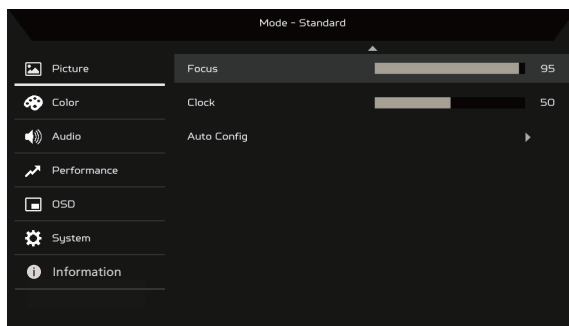 Mode - Standard
Picture
Focus 95
Color
Clock 50
Audio
Auto Config
Performance
OSD
System
Information